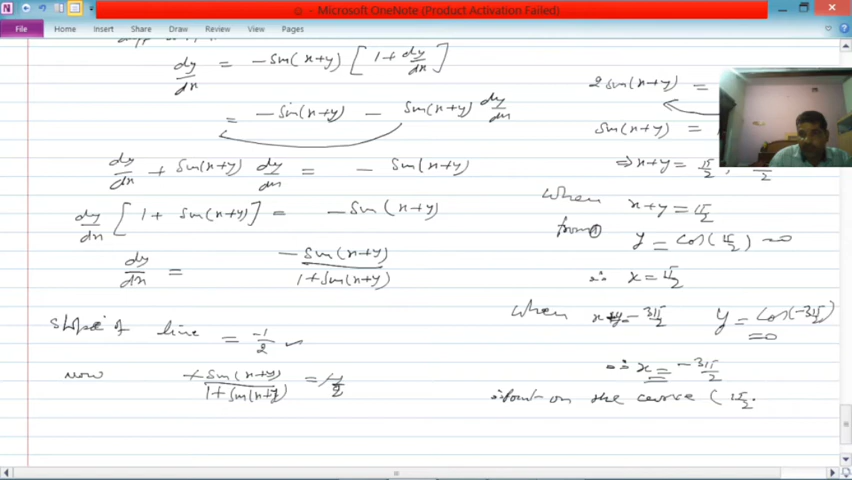 Microsoft OneNote (Product Activation Failed)
File Home Insert Draw Review View Pages
dy/dx = -Sin(x+y) [1 + dy/dx]
= -Sin(x+y) - Sin(x+y) dy/dx
dy/dx + Sin(x+y) dy/dx = - Sin(x+y)
dy/dx [1 + Sin(x+y)] = -Sin(x+y)
dy/dx = -Sin(x+y)/1+Sin(x+y)
Slope of line = -1/2
now +Sin(x+y)/1+Sin(x+y) = +1/2
2 Sin(x+y) =
Sin(x+y) =
⇒ x+y = π/2,
when x+y = π/2
from ①
y = Cos(π/2) = 0
∴ x = π/2
when x+y = -3π/2 y = Cos(-3π/2)
= 0
∴ x = -3π/2
∴ Point on the curve (π/2,